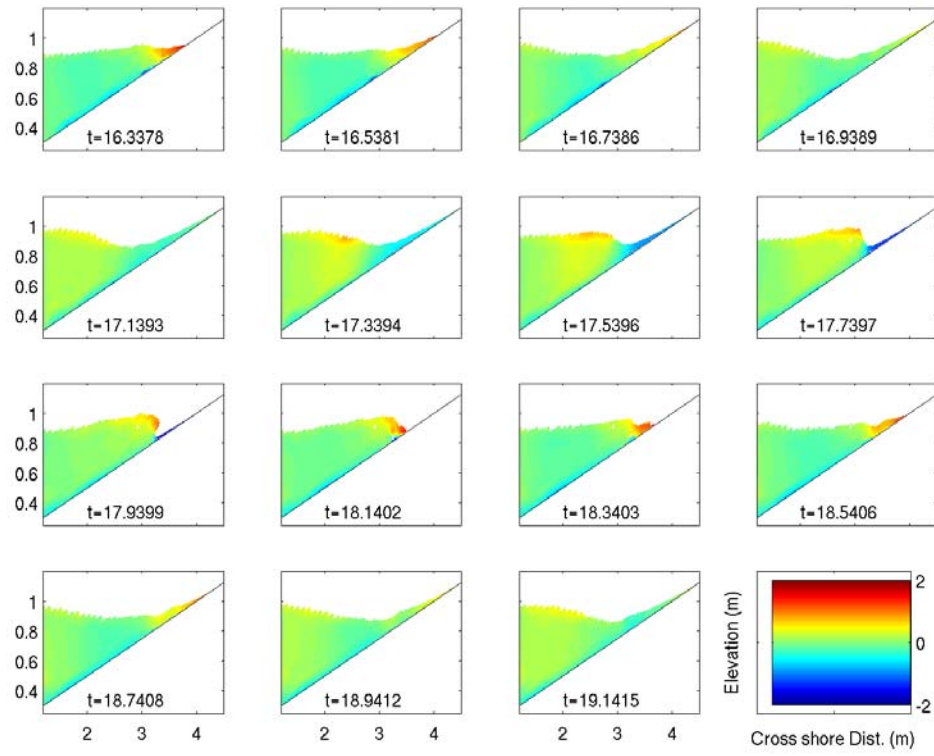 1
0.8
0.6
0.4
t=16.3378
t=16.5381
t=16.7386
t=16.9389
1
0.8
0.6
0.4
t=17.1393
t=17.3394
t=17.5396
t=17.7397
1
0.8
0.6
0.4
t=17.9399
t=18.1402
t=18.3403
t=18.5406
1
0.8
0.6
0.4
t=18.7408
t=18.9412
t=19.1415
2 3 4
2 3 4
2 3 4
Elevation (m)
2
0
-2
Cross shore Dist. (m)